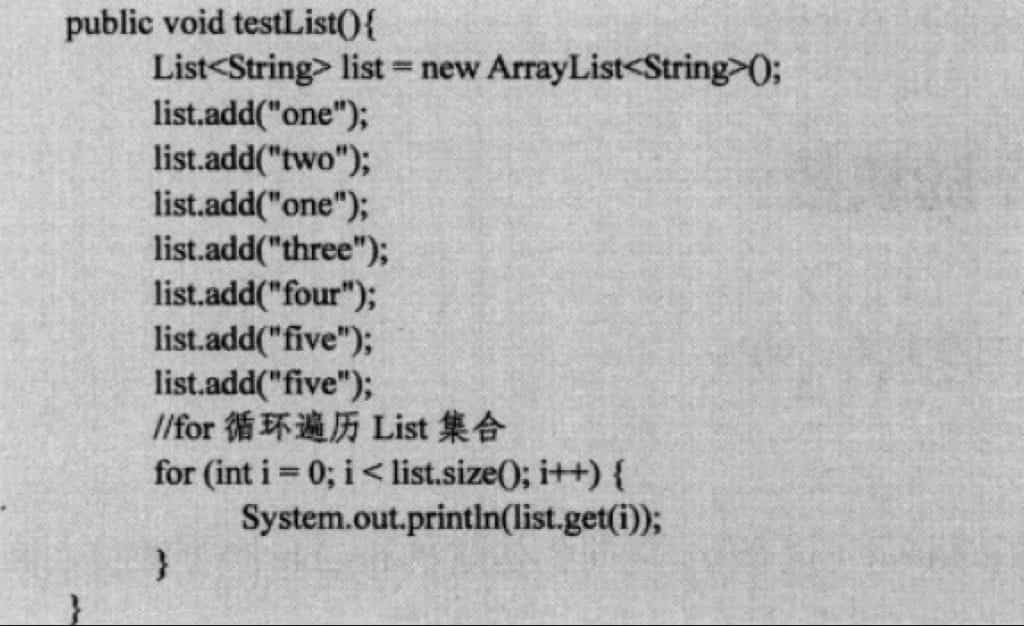 public void testList(){
List<String> list = new ArrayList<String>();
list.add("one");
list.add("two");
list.add("one");
list.add("three");
list.add("four");
list.add("five");
list.add("five");
//for 循环遍历 List 集合
for (int i = 0; i < list.size(); i++) {
System.out.println(list.get(i));
}
}